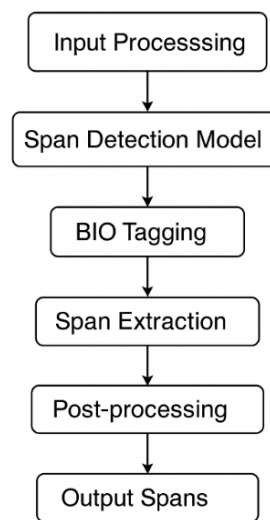 Input Processsing
Span Detection Model
BIO Tagging
Span Extraction
Post-processing
Output Spans